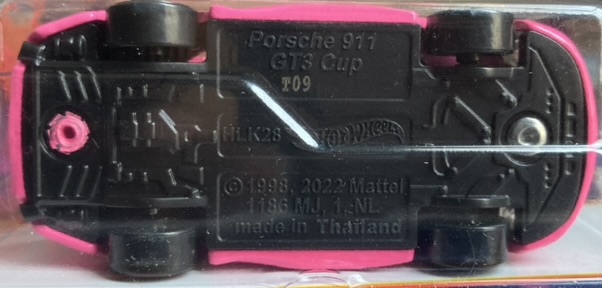 Porsche 911
GT3 Cup
T09
HLK28 Hot Wheels
©1998, 2022 Mattel
1186 MJ, 1, NL
made in Thailand